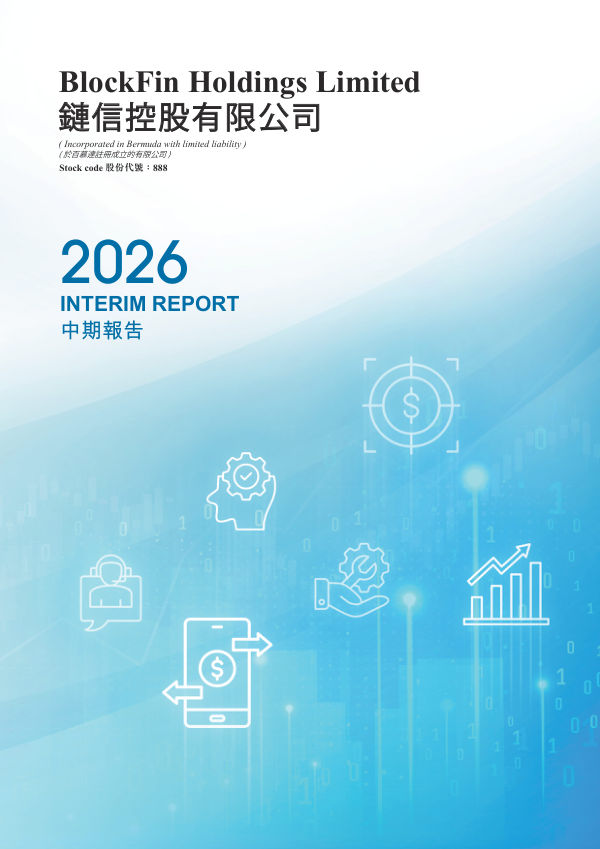 BlockFin Holdings Limited
鏈信控股有限公司
( Incorporated in Bermuda with limited liability )
( 於百慕達註冊成立的有限公司 )
Stock code 股份代號：888
2026
INTERIM REPORT
中期報告